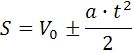 S = V₀ ± a · t² / 2